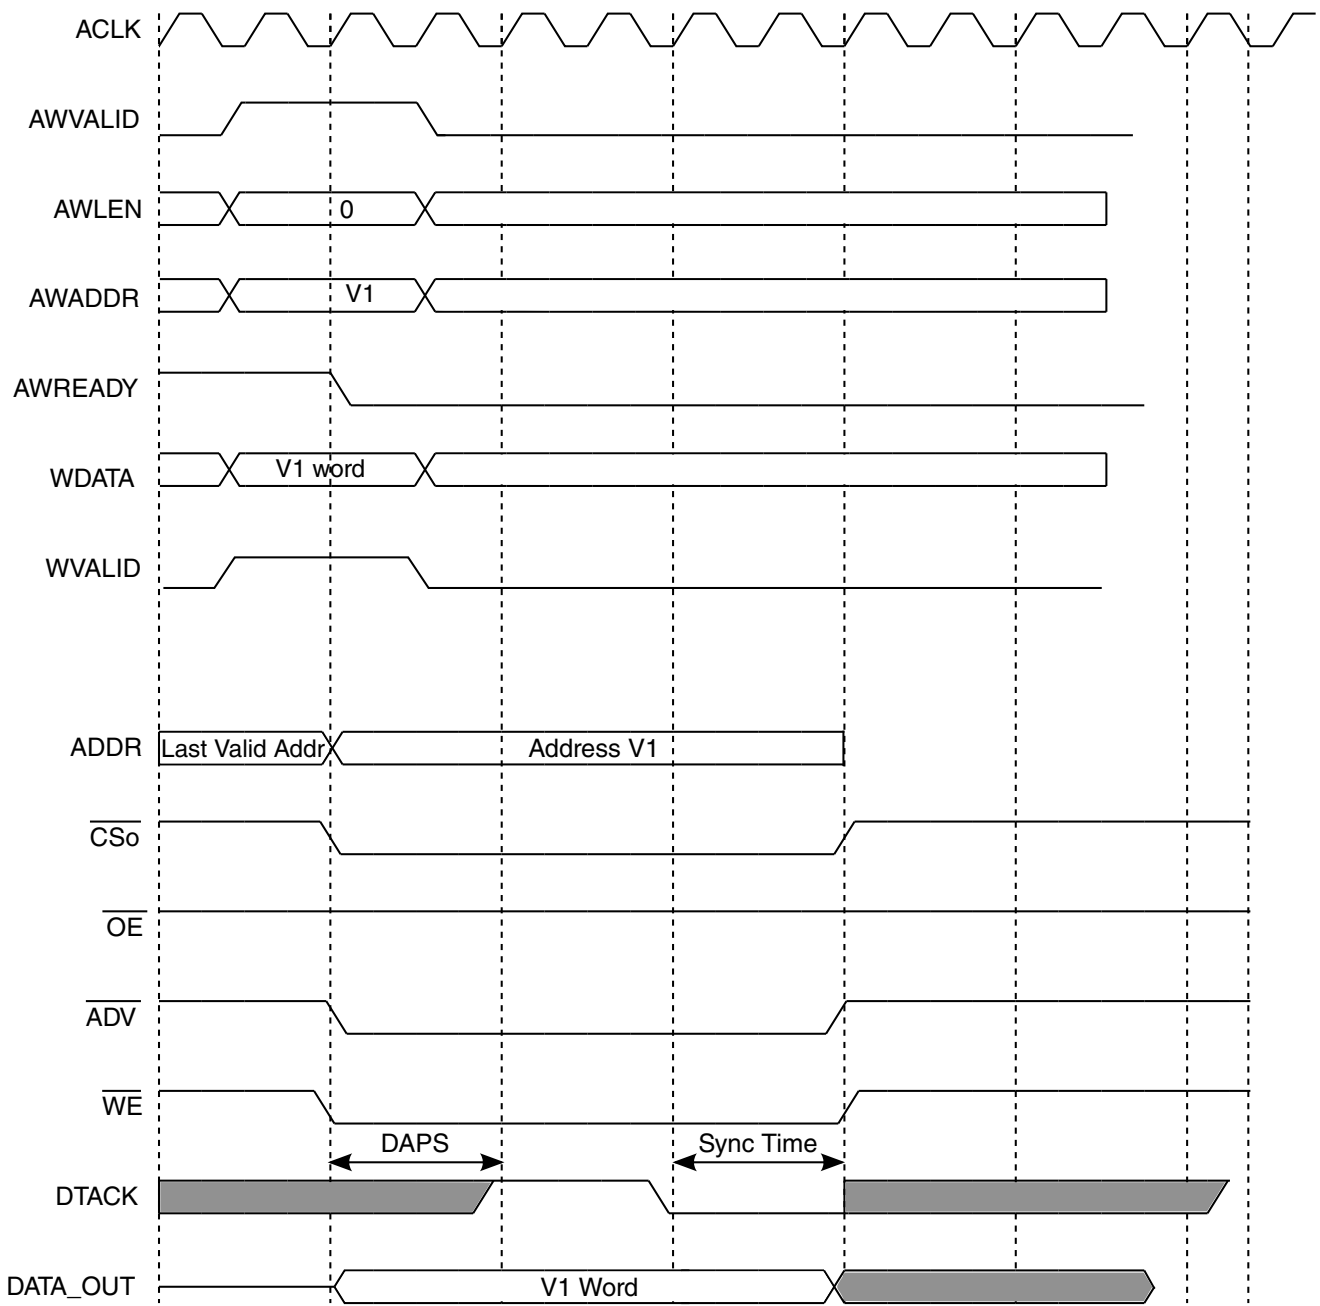 ACLK
AWVALID
AWLEN
0
AWADDR
V1
AWREADY
WDATA
V1 word
WVALID
ADDR
Last Valid Addr
Address V1
CSo
OE
ADV
WE
DAPS
Sync Time
DTACK
DATA_OUT
V1 Word